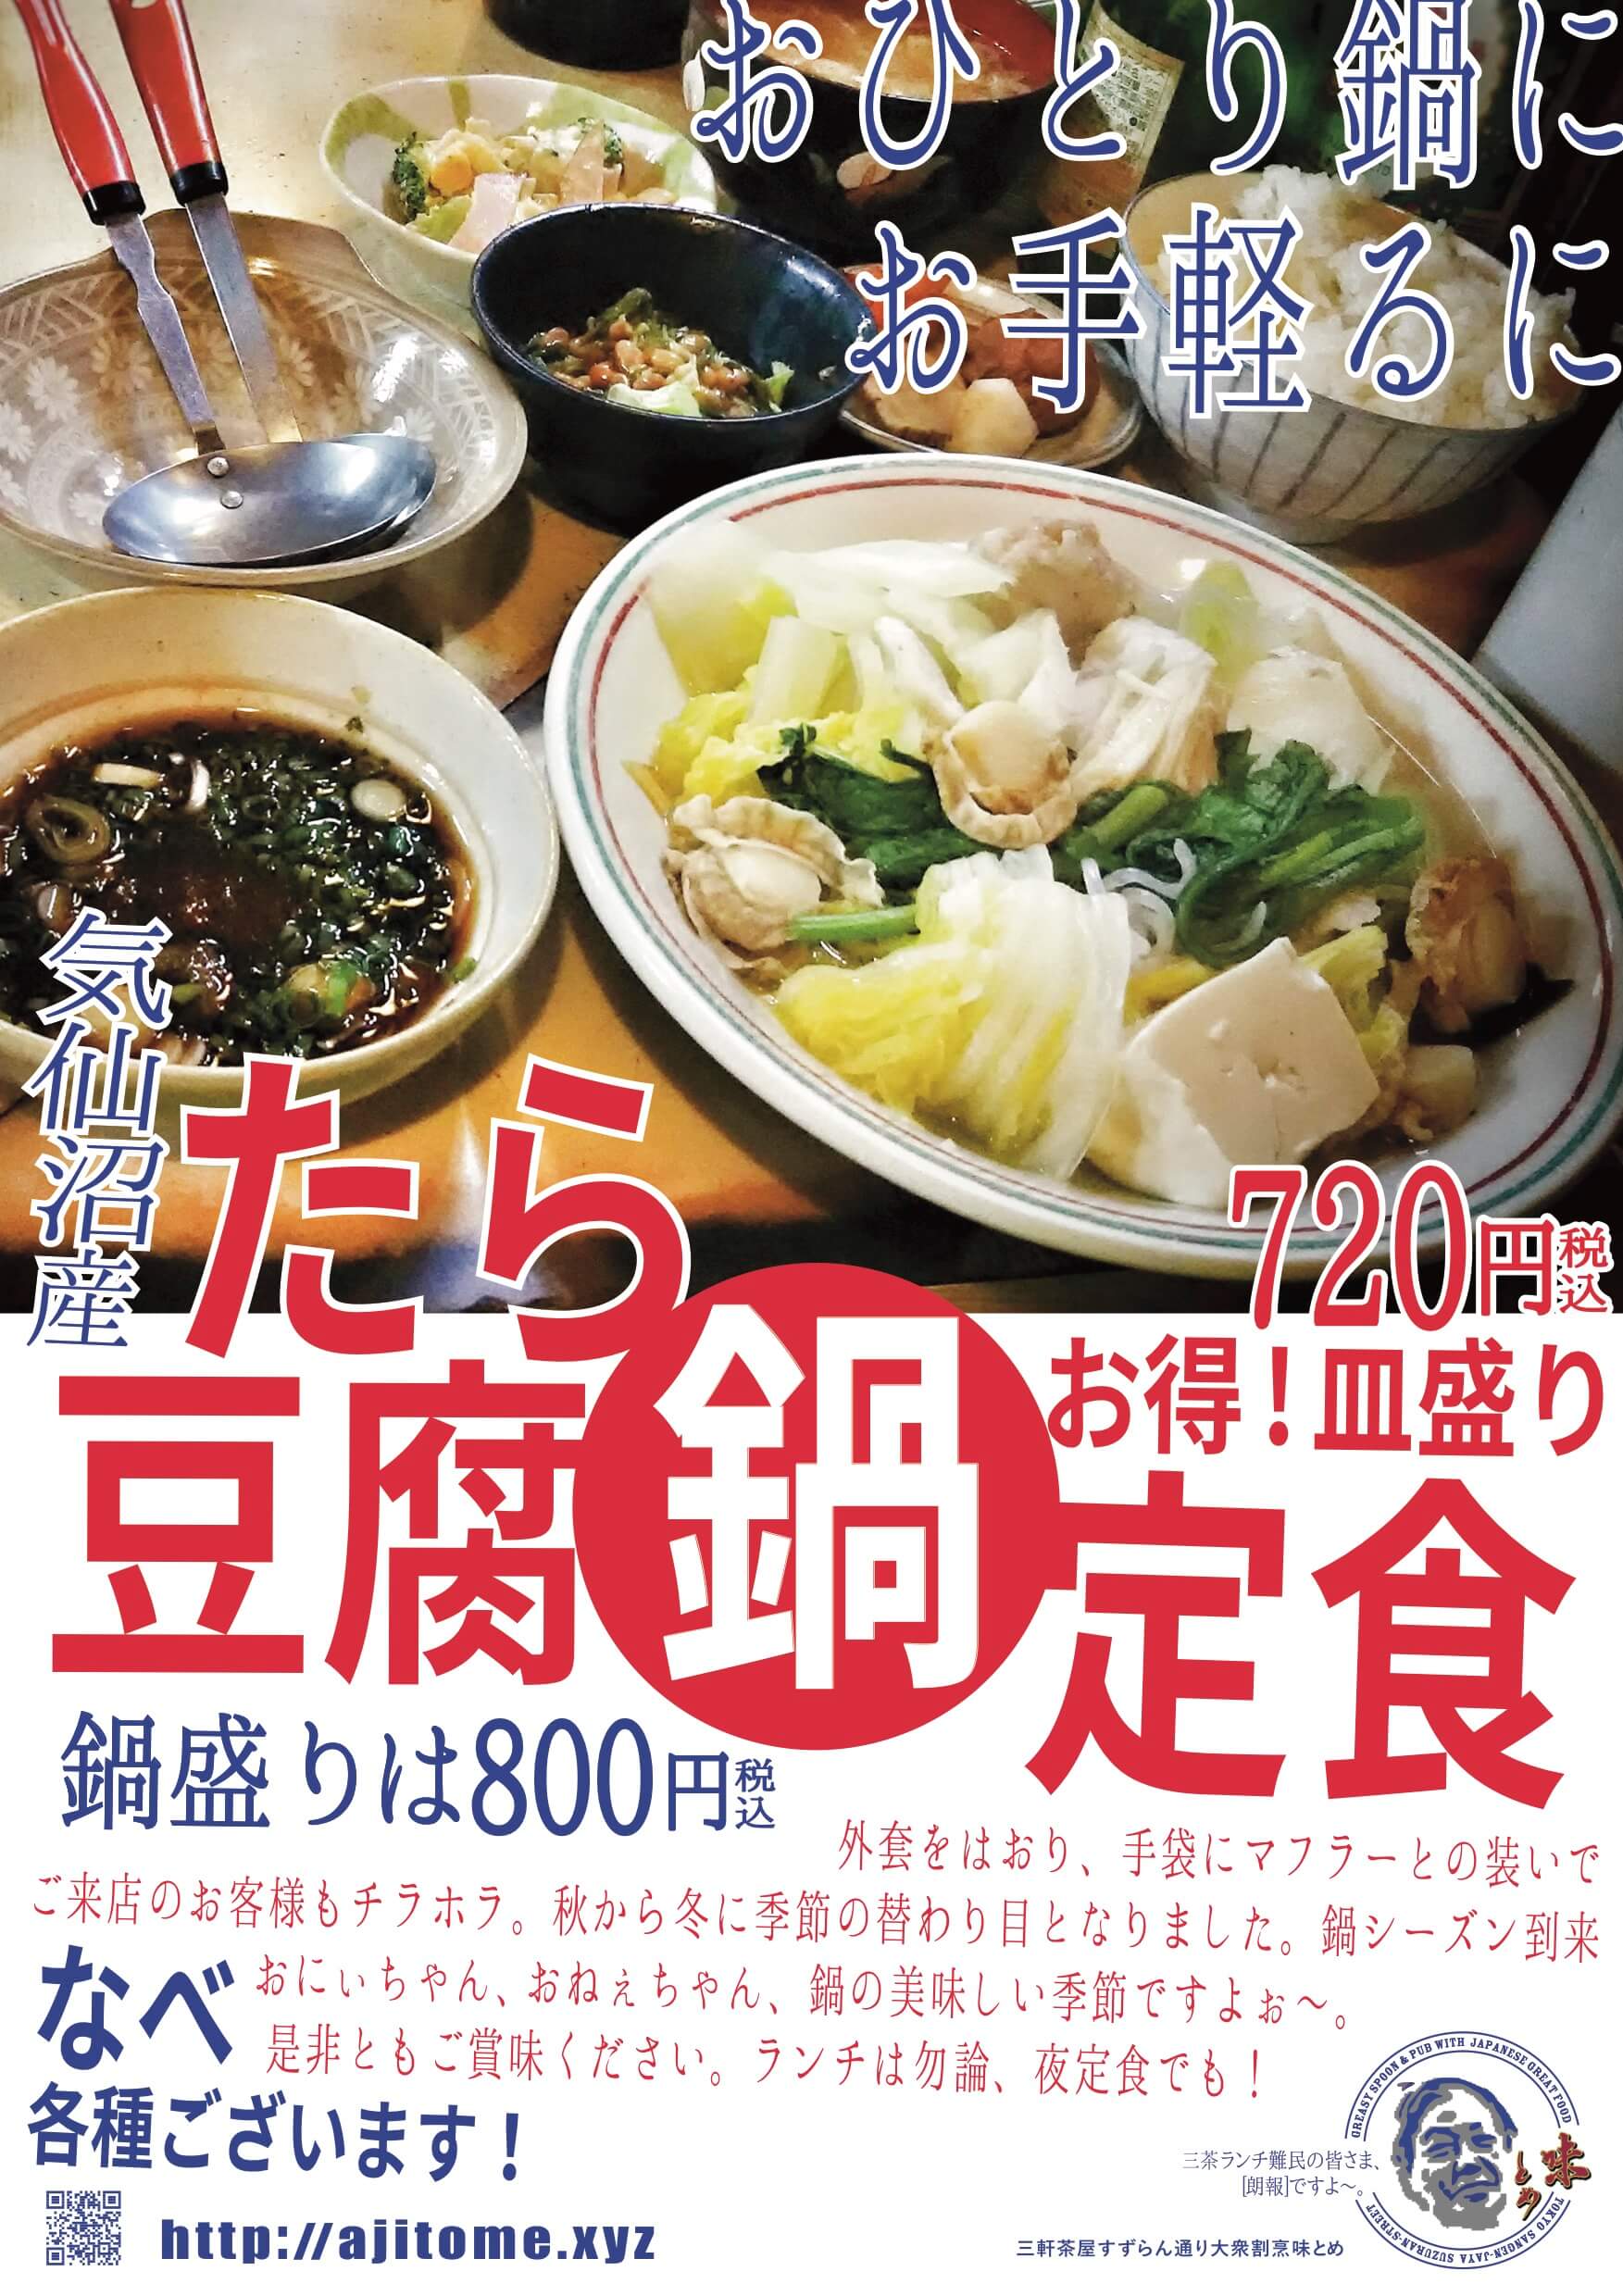 おひとり鍋に
お手軽るに
気仙沼産
たら
豆腐鍋定食
720円税込
お得！皿盛り
鍋盛りは800円税込
外套をはおり、手袋にマフラーとの装いで
ご来店のお客様もチラホラ。秋から冬に季節の替わり目となりました。鍋シーズン到来
おにぃちゃん、おねぇちゃん、鍋の美味しい季節ですよぉ～。
是非ともご賞味ください。ランチは勿論、夜定食でも！
なべ
各種ございます！
http://ajitome.xyz
三茶ランチ難民の皆さま、
[朗報]ですよ～。
三軒茶屋すずらん通り大衆割烹味とめ
GREASY SPOON & PUB WITH JAPANESE GREAT FOOD
味とめ
TOKYO SANGEN-JAYA SUZURAN-STREET